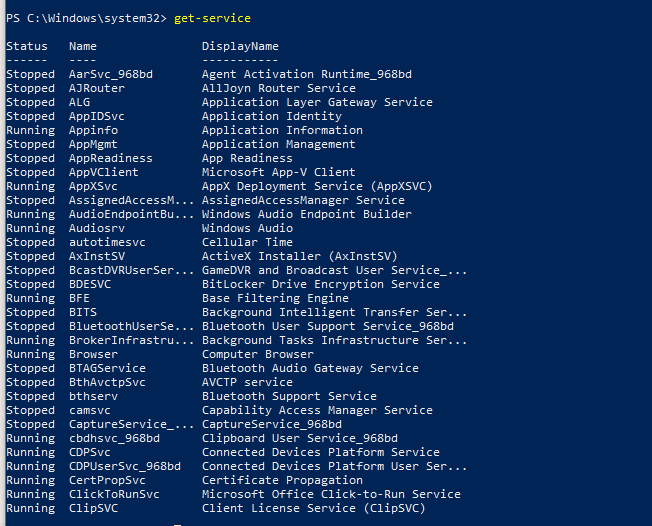 PS C:\Windows\system32> get-service
Status Name DisplayName
------ ---- -----------
Stopped AarSvc_968bd Agent Activation Runtime_968bd
Stopped AJRouter AllJoyn Router Service
Stopped ALG Application Layer Gateway Service
Stopped AppIDSvc Application Identity
Running Appinfo Application Information
Stopped AppMgmt Application Management
Stopped AppReadiness App Readiness
Stopped AppVClient Microsoft App-V Client
Running AppXSvc AppX Deployment Service (AppXSVC)
Stopped AssignedAccessM... AssignedAccessManager Service
Running AudioEndpointBu... Windows Audio Endpoint Builder
Running Audiosrv Windows Audio
Stopped autotimesvc Cellular Time
Stopped AxInstSV ActiveX Installer (AxInstSV)
Stopped BcastDVRUserSer... GameDVR and Broadcast User Service_...
Stopped BDESVC BitLocker Drive Encryption Service
Running BFE Base Filtering Engine
Stopped BITS Background Intelligent Transfer Ser...
Stopped BluetoothUserSe... Bluetooth User Support Service_968bd
Running BrokerInfrastru... Background Tasks Infrastructure Ser...
Running Browser Computer Browser
Stopped BTAGService Bluetooth Audio Gateway Service
Stopped BthAvctpSvc AVCTP service
Stopped bthserv Bluetooth Support Service
Stopped camsvc Capability Access Manager Service
Stopped CaptureService_... CaptureService_968bd
Running cbdhsvc_968bd Clipboard User Service_968bd
Running CDPSvc Connected Devices Platform Service
Running CDPUserSvc_968bd Connected Devices Platform User Ser...
Running CertPropSvc Certificate Propagation
Running ClickToRunSvc Microsoft Office Click-to-Run Service
Running ClipSVC Client License Service (ClipSVC)